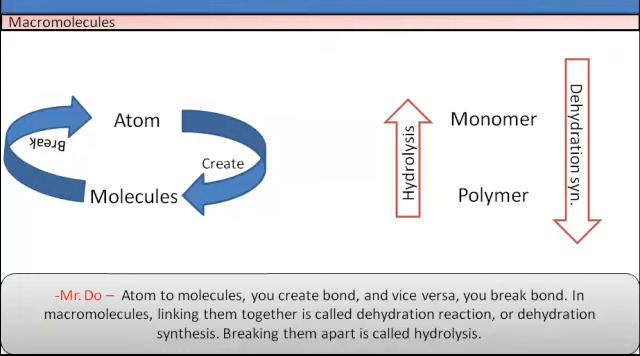 Macromolecules
Atom
Break
Create
Molecules
Hydrolysis
Monomer
Polymer
Dehydration syn.
-Mr. Do – Atom to molecules, you create bond, and vice versa, you break bond. In
macromolecules, linking them together is called dehydration reaction, or dehydration
synthesis. Breaking them apart is called hydrolysis.